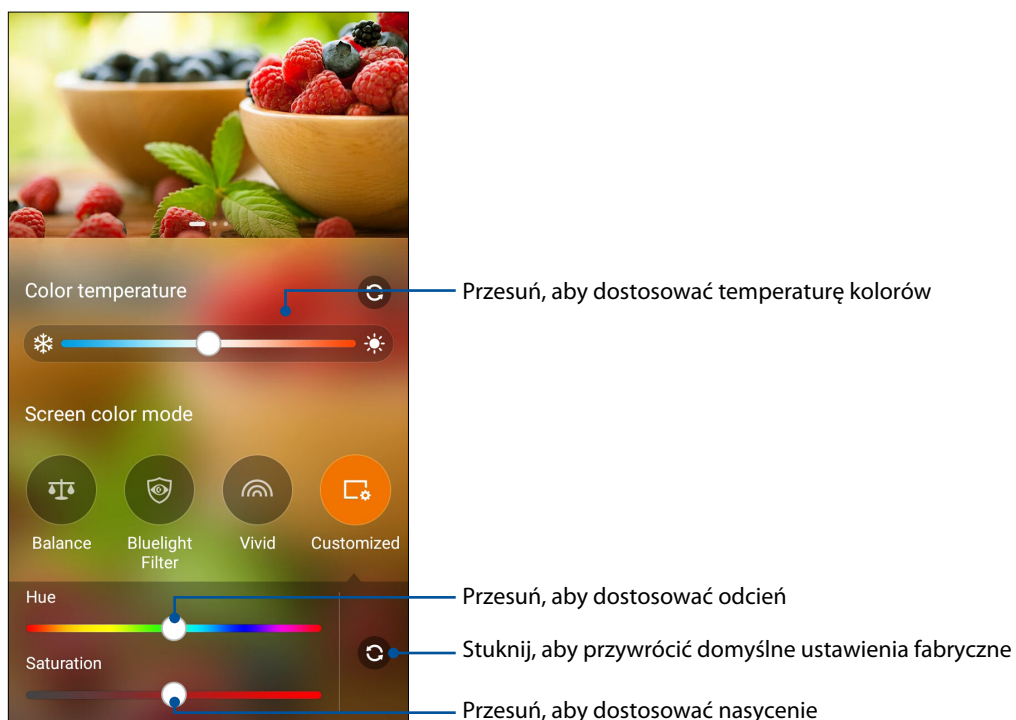 Color temperature
Przesuń, aby dostosować temperaturę kolorów
Screen color mode
Balance
Bluelight
Filter
Vivid
Customized
Hue
Przesuń, aby dostosować odcień
Stuknij, aby przywrócić domyślne ustawienia fabryczne
Saturation
Przesuń, aby dostosować nasycenie